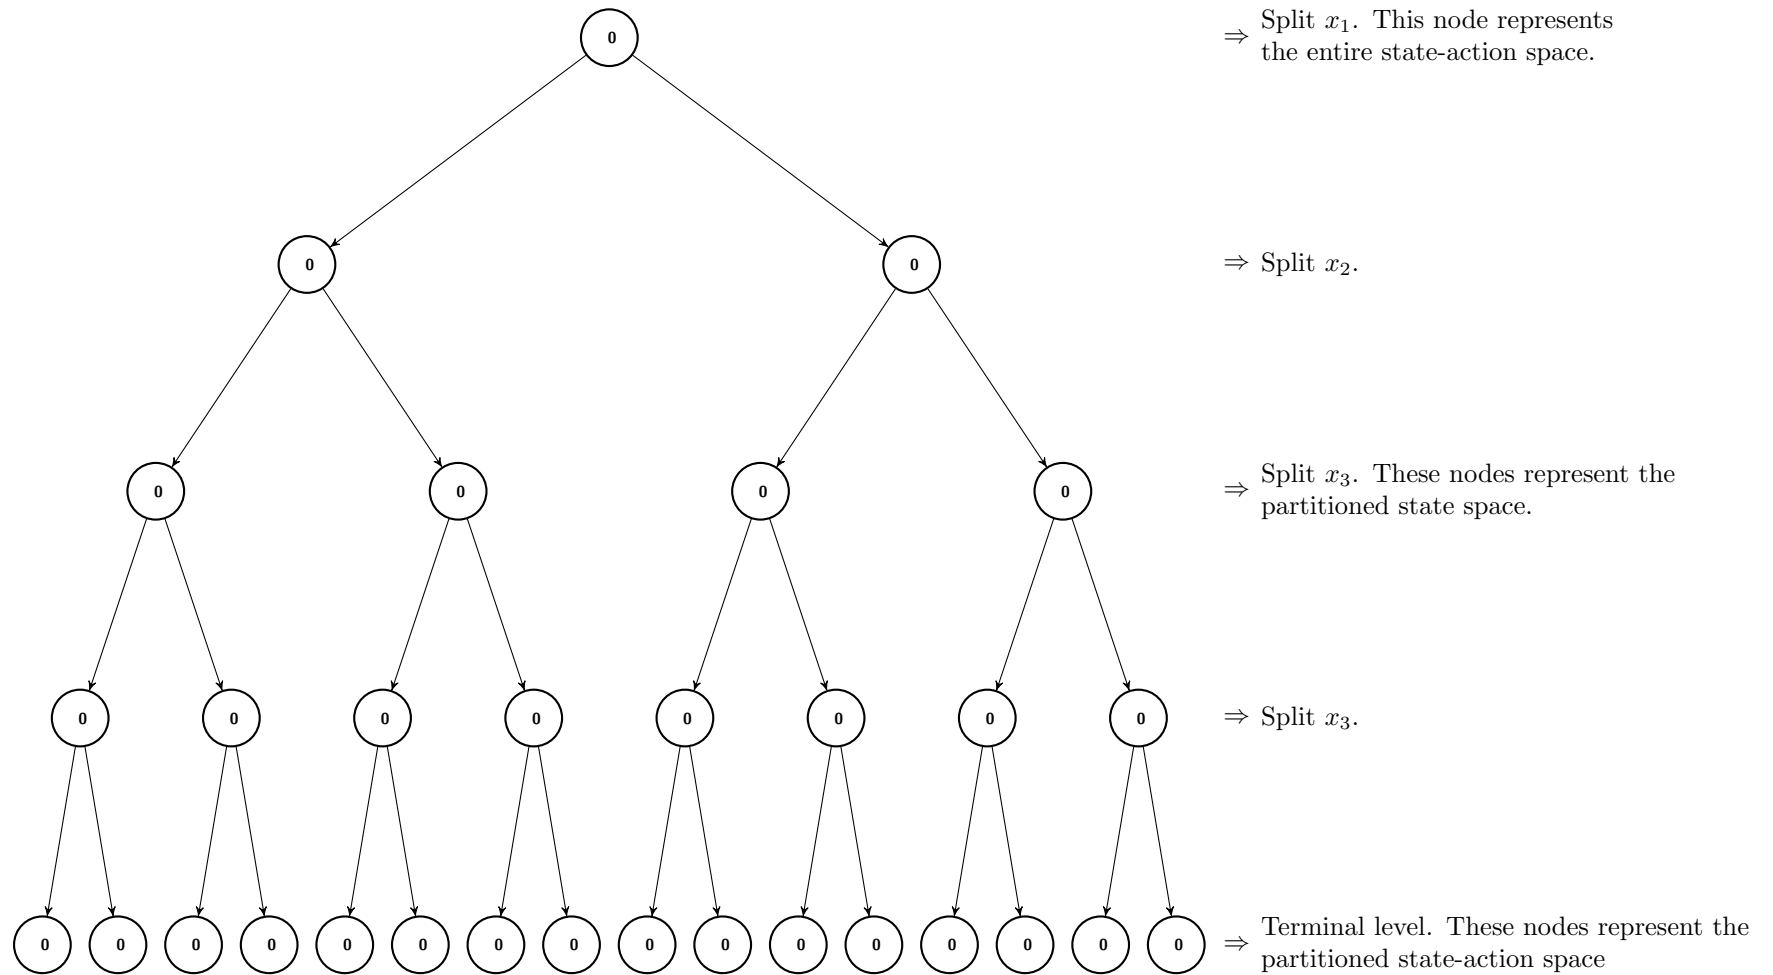 0
⇒ Split x₁. This node represents
the entire state-action space.
0 0
⇒ Split x₂.
0 0 0 0
⇒ Split x₃. These nodes represent the
partitioned state space.
0 0 0 0 0 0 0 0
⇒ Split x₃.
0 0 0 0 0 0 0 0 0 0 0 0 0 0 0 0
⇒ Terminal level. These nodes represent the
partitioned state-action space